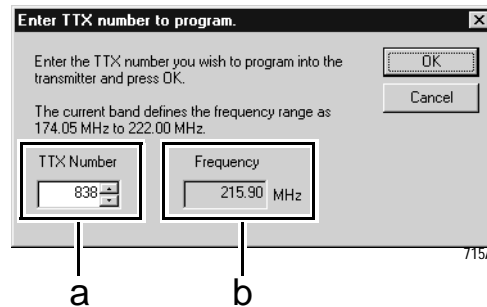 Enter TTX number to program.
Enter the TTX number you wish to program into the
transmitter and press OK.
OK
Cancel
The current band defines the frequency range as
174.05 MHz to 222.00 MHz.
TTX Number
Frequency
838
215.90 MHz
a
b